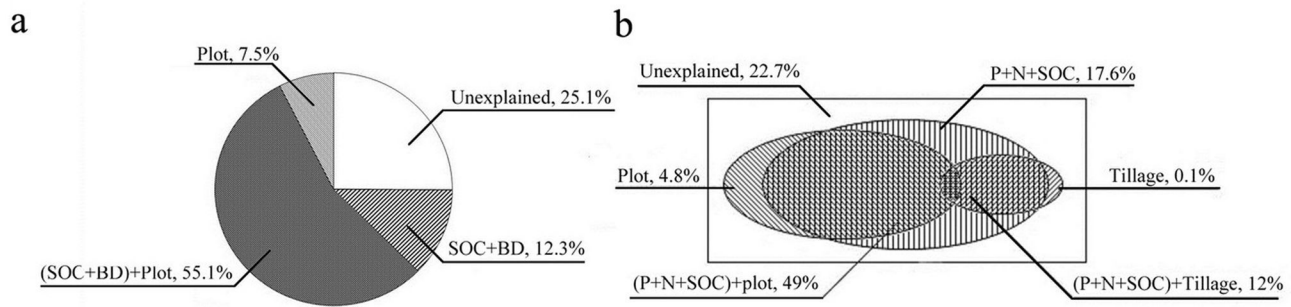 a
Plot, 7.5%
Unexplained, 25.1%
SOC+BD, 12.3%
(SOC+BD)+Plot, 55.1%
b
Unexplained, 22.7%
P+N+SOC, 17.6%
Plot, 4.8%
Tillage, 0.1%
(P+N+SOC)+plot, 49%
(P+N+SOC)+Tillage, 12%